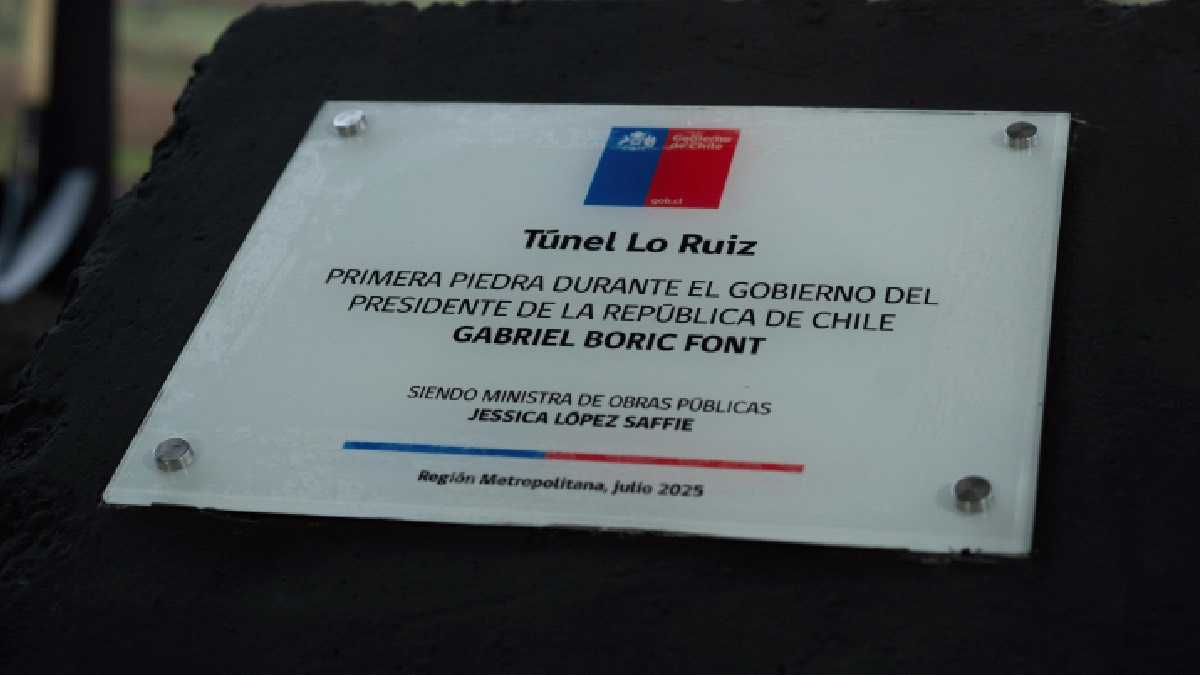 Gobierno
de Chile
gob.cl
Túnel Lo Ruiz
PRIMERA PIEDRA DURANTE EL GOBIERNO DEL
PRESIDENTE DE LA REPÚBLICA DE CHILE
GABRIEL BORIC FONT
SIENDO MINISTRA DE OBRAS PÚBLICAS
JESSICA LÓPEZ SAFFIE
Región Metropolitana, julio 2025